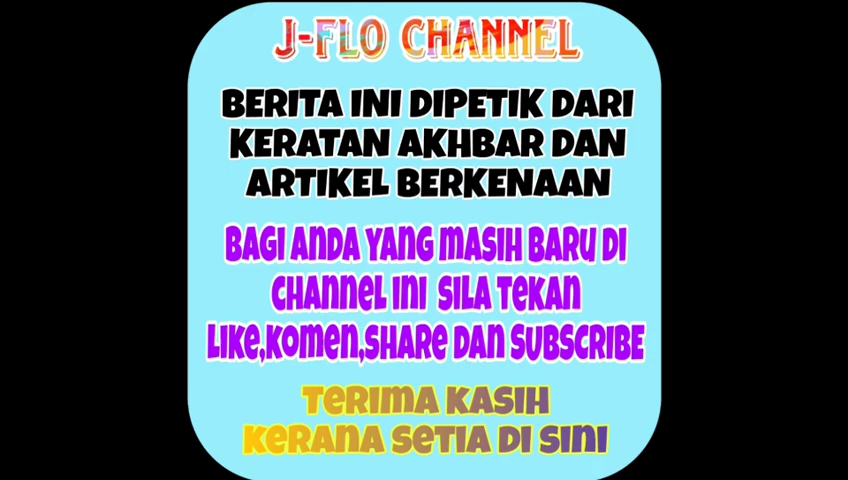 J-FLO CHANNEL
BERITA INI DIPETIK DARI
KERATAN AKHBAR DAN
ARTIKEL BERKENAAN
BAGI ANDA YANG MASIH BARU DI
CHANNEL INI SILA TEKAN
LIKE,KOMEN,SHARE DAN SUBSCRIBE
TERIMA KASIH
KERANA SETIA DI SINI